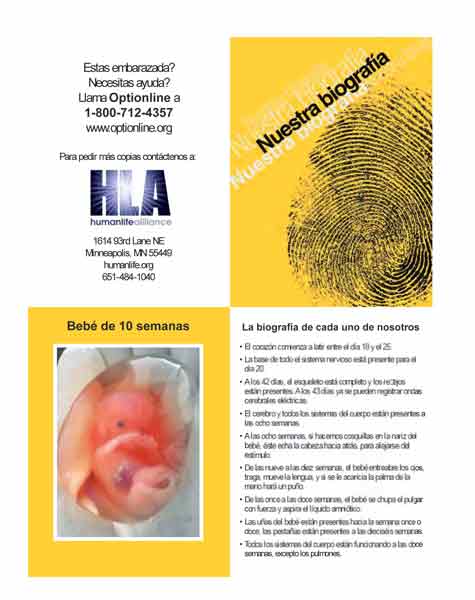 Estas embarazada?
Necesitas ayuda?
Llama Optionline a
1-800-712-4357
www.optionline.org
Para pedir más copias contáctenos a:
HLA
humanlifealliance
1614 93rd Lane NE
Minneapolis, MN 55449
humanlife.org
651-484-1040
Nuestra biografía
Nuestra biografía
Nuestra biografía
Bebé de 10 semanas
La biografía de cada uno de nosotros
• El corazón comienza a latir entre el día 18 y el 25.
• La base de todo el sistema nervioso está presente para el
día 20.
• A los 42 días, el esqueleto está completo y los reflejos
están presentes. A los 43 días ya se pueden registrar ondas
cerebrales eléctricas.
• El cerebro y todos los sistemas del cuerpo están presentes a
las ocho semanas.
• A las ocho semanas, si hacemos cosquillas en la nariz del
bebé, éste echa la cabeza hacia atrás, para alejarse del
estímulo.
• De las nueve a las diez semanas, el bebé entreabre los ojos,
traga, mueve la lengua, y si se le acaricia la palma de la
mano hará un puño.
• De las once a las doce semanas, el bebé se chupa el pulgar
con fuerza y aspira el líquido amniótico.
• Las uñas del bebé están presentes hacia la semana once o
doce, las pestañas están presentes a las dieciséis semanas.
• Todos los sistemas del cuerpo están funcionando a las doce
semanas, excepto los pulmones.